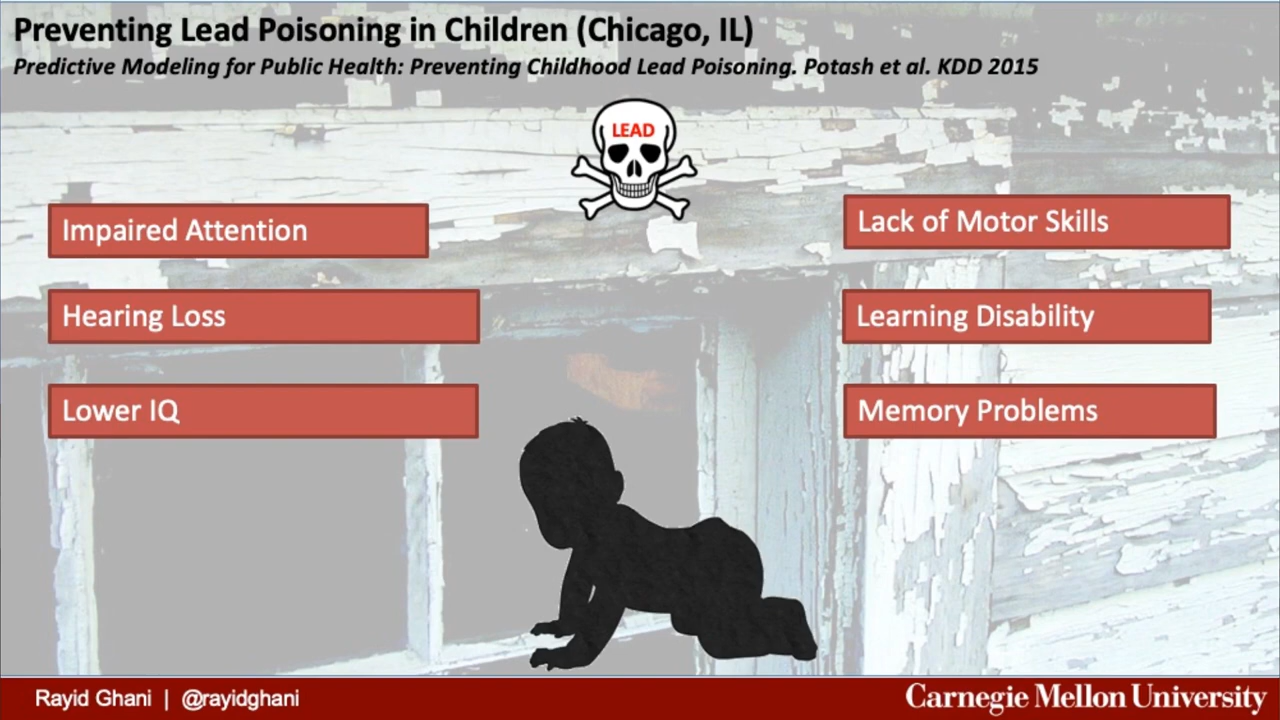 Preventing Lead Poisoning in Children (Chicago, IL)
Predictive Modeling for Public Health: Preventing Childhood Lead Poisoning. Potash et al. KDD 2015
LEAD
Impaired Attention
Hearing Loss
Lower IQ
Lack of Motor Skills
Learning Disability
Memory Problems
Rayid Ghani | @rayidghani
Carnegie Mellon University